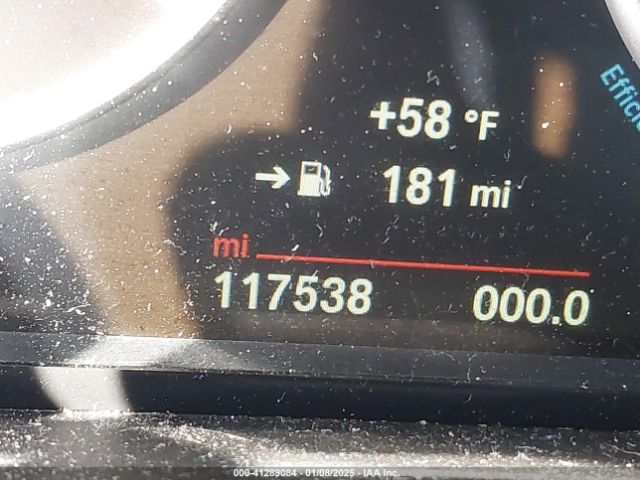 +58 °F
→ 181 mi
mi
117538 000.0
000-41289084 - 01/08/2025 - IAA Inc.